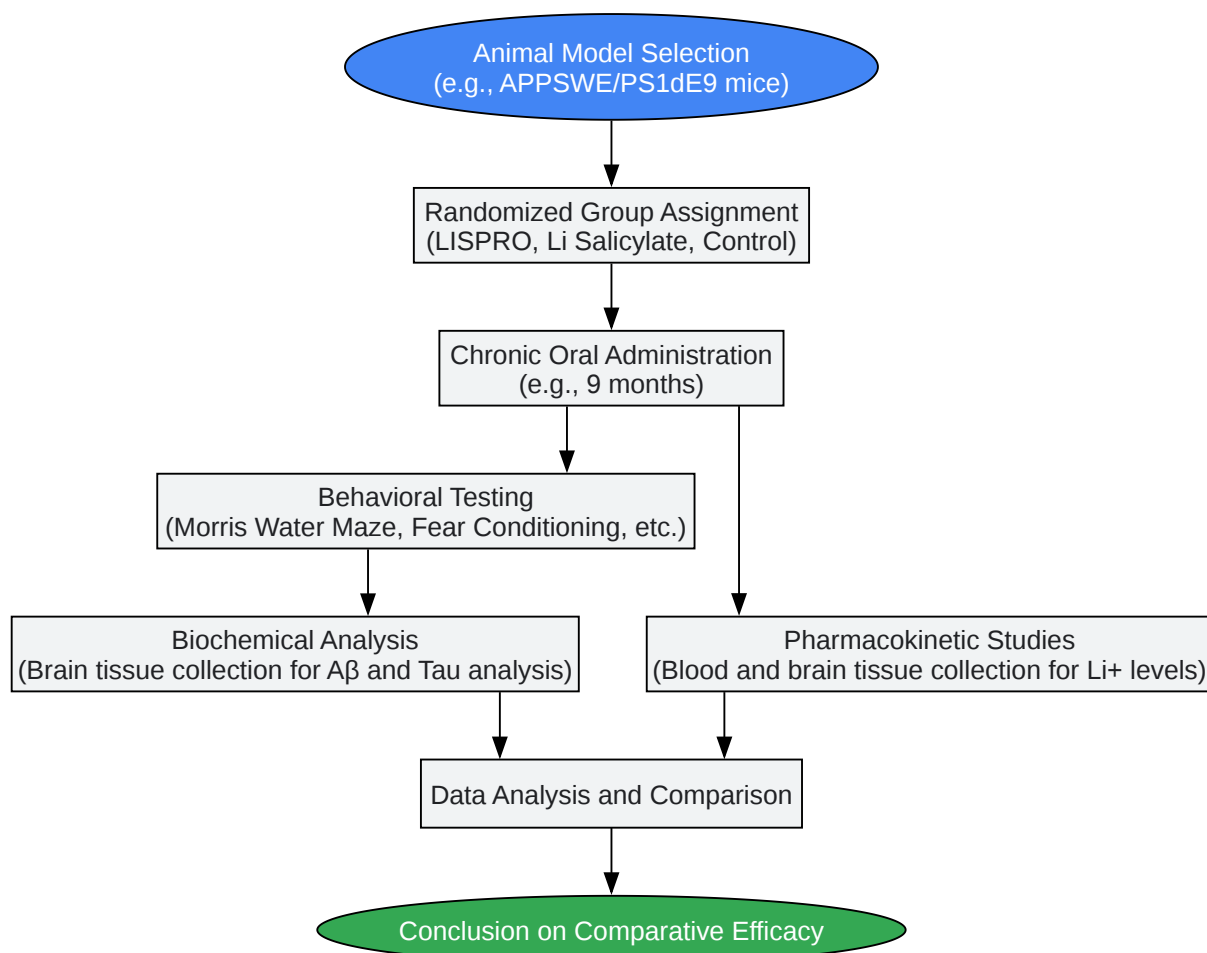 Animal Model Selection
(e.g., APPSWE/PS1dE9 mice)
Randomized Group Assignment
(LISPRO, Li Salicylate, Control)
Chronic Oral Administration
(e.g., 9 months)
Behavioral Testing
(Morris Water Maze, Fear Conditioning, etc.)
Biochemical Analysis
(Brain tissue collection for Aβ and Tau analysis)
Pharmacokinetic Studies
(Blood and brain tissue collection for Li+ levels)
Data Analysis and Comparison
Conclusion on Comparative Efficacy